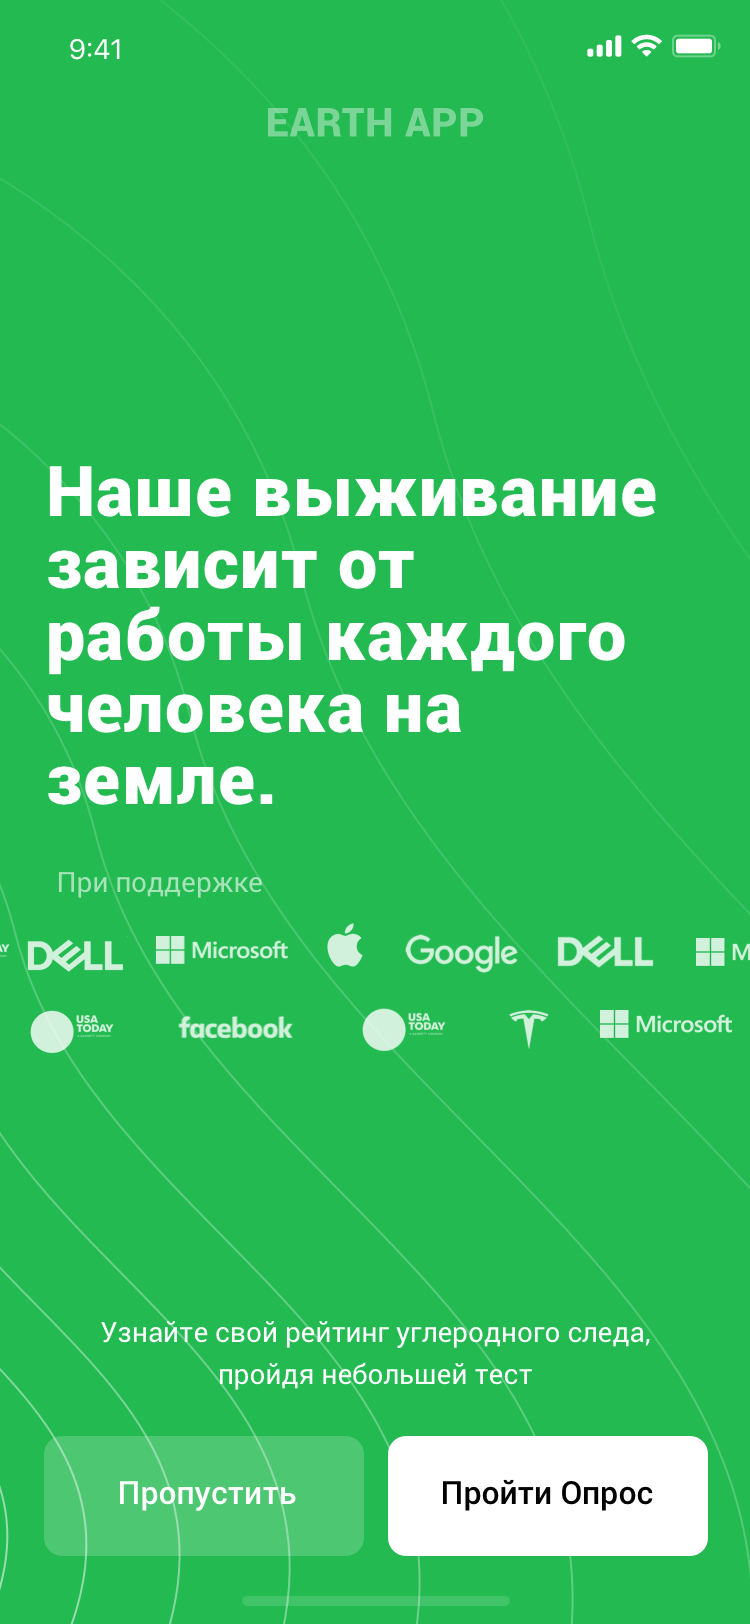 9:41
EARTH APP
Наше выживание
зависит от
работы каждого
человека на
земле.
При поддержке
DELL Microsoft Google DELL M
USA TODAY facebook USA TODAY Microsoft
Узнайте свой рейтинг углеродного следа,
пройдя небольшей тест
Пропустить Пройти Опрос